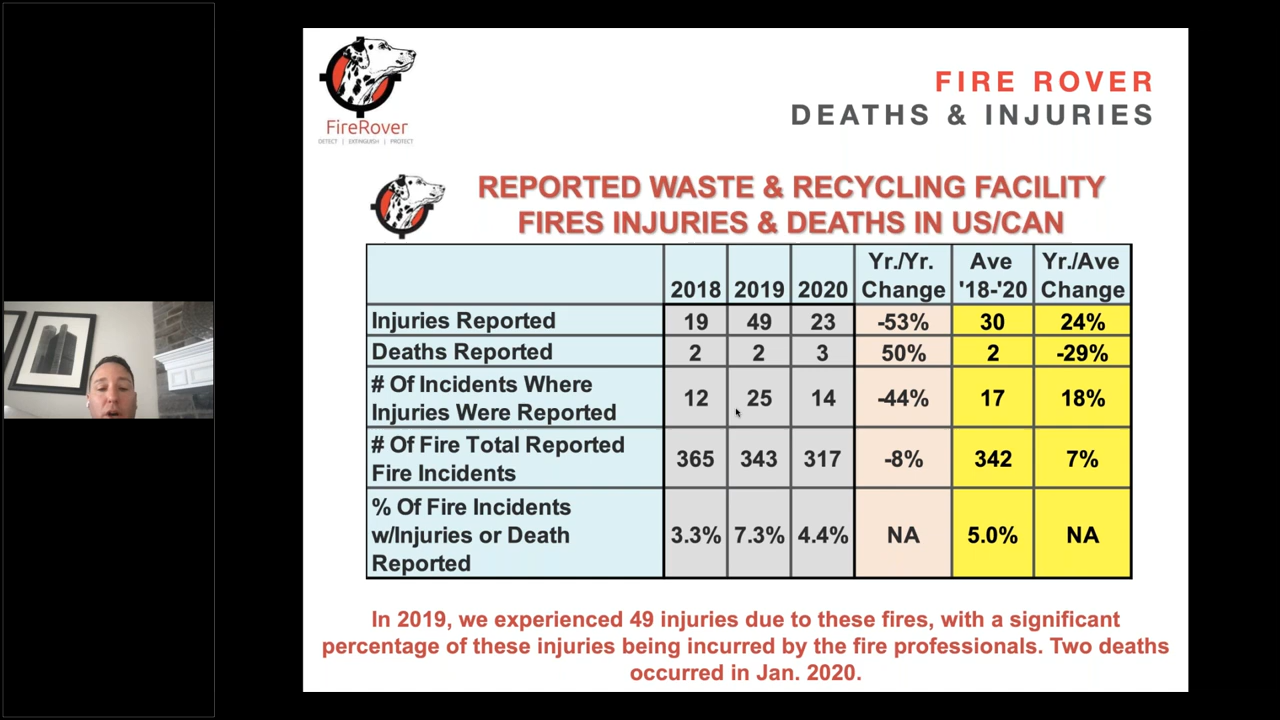 FireRover
DETECT | EXTINGUISH | PROTECT
FIRE ROVER
DEATHS & INJURIES
REPORTED WASTE & RECYCLING FACILITY
FIRES INJURIES & DEATHS IN US/CAN
2018 2019 2020 Yr./Yr. Change Ave '18-'20 Yr./Ave Change
Injuries Reported 19 49 23 -53% 30 24%
Deaths Reported 2 2 3 50% 2 -29%
# Of Incidents Where
Injuries Were Reported 12 25 14 -44% 17 18%
# Of Fire Total Reported
Fire Incidents 365 343 317 -8% 342 7%
% Of Fire Incidents
w/Injuries or Death
Reported 3.3% 7.3% 4.4% NA 5.0% NA
In 2019, we experienced 49 injuries due to these fires, with a significant
percentage of these injuries being incurred by the fire professionals. Two deaths
occurred in Jan. 2020.